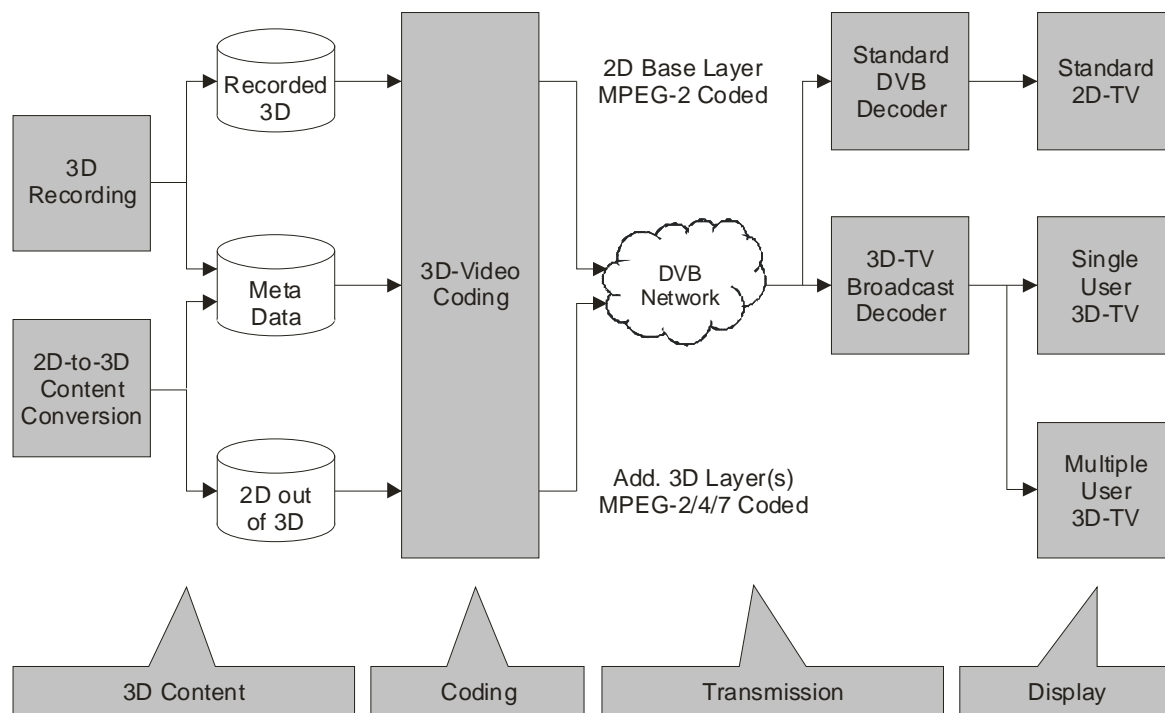 3D
Recording
2D-to-3D
Content
Conversion
Recorded
3D
Meta
Data
2D out
of 3D
3D-Video
Coding
2D Base Layer
MPEG-2 Coded
DVB
Network
Add. 3D Layer(s)
MPEG-2/4/7 Coded
Standard
DVB
Decoder
3D-TV
Broadcast
Decoder
Standard
2D-TV
Single
User
3D-TV
Multiple
User
3D-TV
3D Content
Coding
Transmission
Display